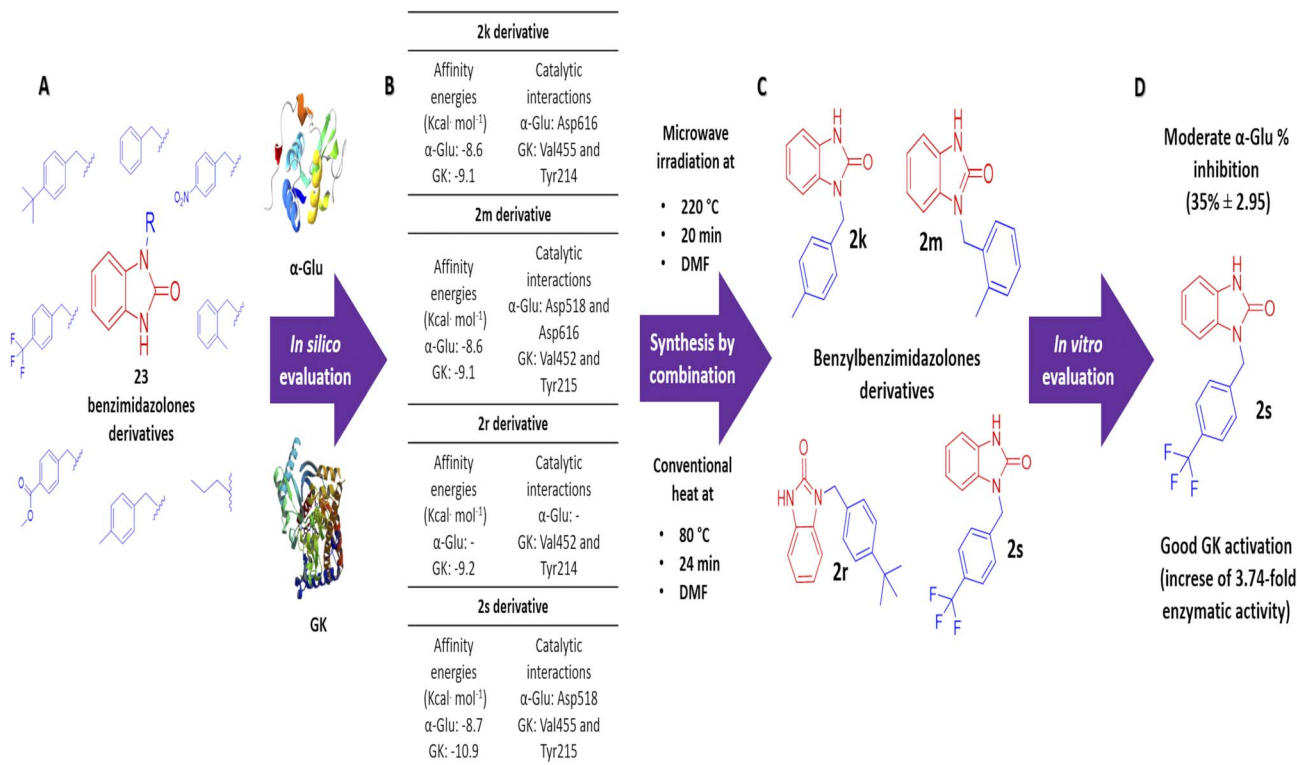 A
O₂N
R
N
O
N
H
F
F
F
O
O
23
benzimidazolones
derivatives
α-Glu
In silico
evaluation
GK
B
2k derivative
Affinity
energies
(Kcal· mol⁻¹)
α-Glu: -8.6
GK: -9.1
Catalytic
interactions
α-Glu: Asp616
GK: Val455 and
Tyr214
2m derivative
Affinity
energies
(Kcal· mol⁻¹)
α-Glu: -8.6
GK: -9.1
Catalytic
interactions
α-Glu: Asp518 and
Asp616
GK: Val452 and
Tyr215
2r derivative
Affinity
energies
(Kcal· mol⁻¹)
α-Glu: -
GK: -9.2
Catalytic
interactions
α-Glu: -
GK: Val452 and
Tyr214
2s derivative
Affinity
energies
(Kcal· mol⁻¹)
α-Glu: -8.7
GK: -10.9
Catalytic
interactions
α-Glu: Asp518
GK: Val455 and
Tyr215
Microwave
irradiation at
• 220 °C
• 20 min
• DMF
Synthesis by
combination
Conventional
heat at
• 80 °C
• 24 min
• DMF
C
H
N
O
N
2k
H
N
O
N
2m
Benzylbenzimidazolones
derivatives
O
HN
N
2r
H
N
O
N
2s
F
F
F
In vitro
evaluation
D
Moderate α-Glu %
inhibition
(35% ± 2.95)
H
N
O
N
2s
F
F
F
Good GK activation
(increse of 3.74-fold
enzymatic activity)